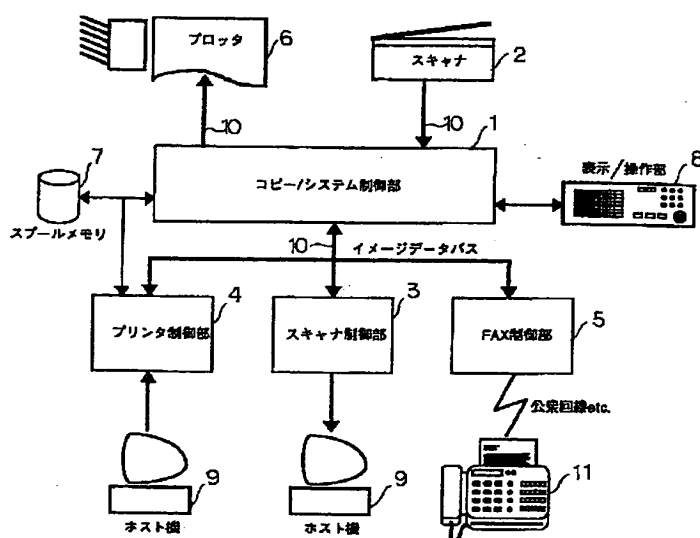 プロッタ
6
スキャナ
2
10
10
1
7
コピー/システム制御部
表示/操作部
8
スプールメモリ
10
イメージデータバス
4
プリンタ制御部
3
スキャナ制御部
5
FAX制御部
公衆回線etc.
9
ホスト機
9
ホスト機
11